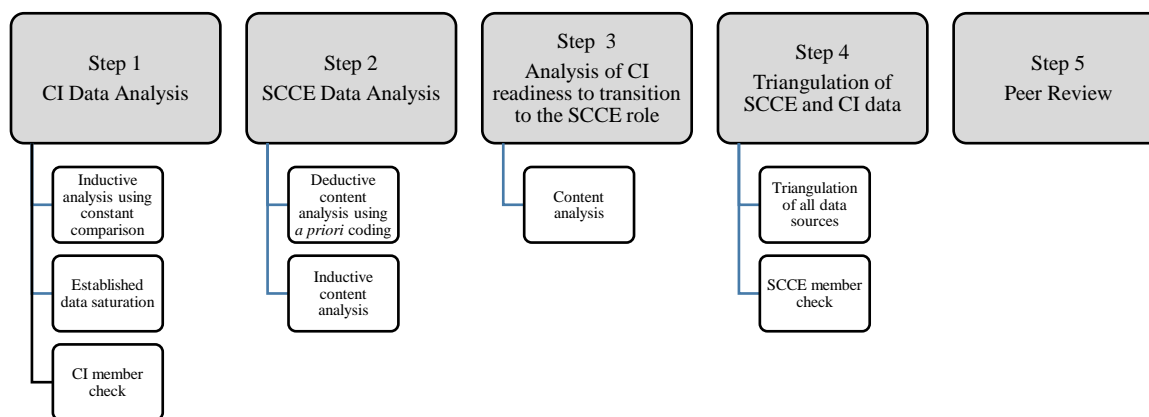 Step 1
CI Data Analysis
Inductive
analysis using
constant
comparison
Established
data saturation
CI member
check
Step 2
SCCE Data Analysis
Deductive
content
analysis using
a priori coding
Inductive
content
analysis
Step 3
Analysis of CI
readiness to transition
to the SCCE role
Content
analysis
Step 4
Triangulation of
SCCE and CI data
Triangulation
of all data
sources
SCCE member
check
Step 5
Peer Review